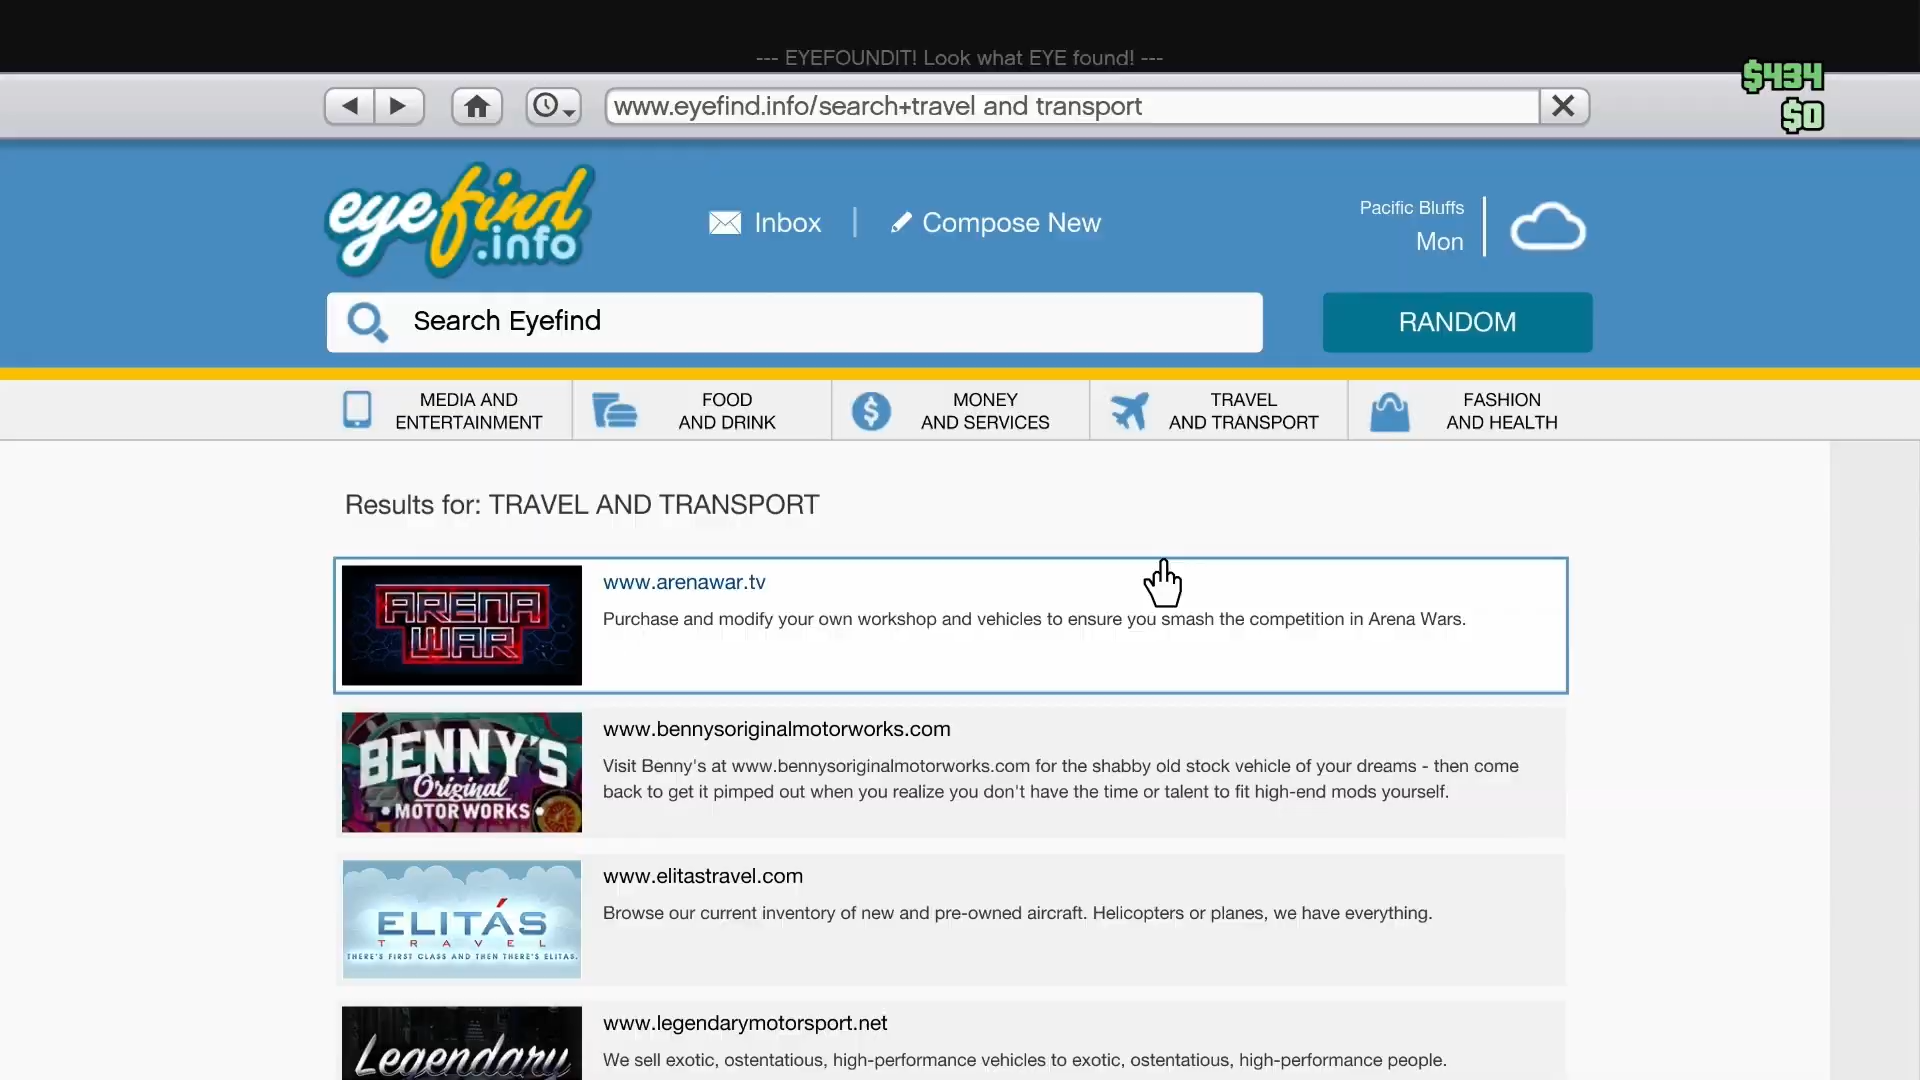 --- EYEFOUNDIT! Look what EYE found! ---
$434
$0
www.eyefind.info/search+travel and transport
eyefind
.info
Inbox
Compose New
Pacific Bluffs
Mon
Search Eyefind
RANDOM
MEDIA AND
ENTERTAINMENT
FOOD
AND DRINK
MONEY
AND SERVICES
TRAVEL
AND TRANSPORT
FASHION
AND HEALTH
Results for: TRAVEL AND TRANSPORT
ARENA
WAR
www.arenawar.tv
Purchase and modify your own workshop and vehicles to ensure you smash the competition in Arena Wars.
BENNY'S
Original
MOTOR WORKS
www.bennysoriginalmotorworks.com
Visit Benny's at www.bennysoriginalmotorworks.com for the shabby old stock vehicle of your dreams - then come
back to get it pimped out when you realize you don't have the time or talent to fit high-end mods yourself.
ELITÁS
TRAVEL
THERE'S FIRST CLASS AND THEN THERE'S ELITAS.
www.elitastravel.com
Browse our current inventory of new and pre-owned aircraft. Helicopters or planes, we have everything.
Legendary
www.legendarymotorsport.net
We sell exotic, ostentatious, high-performance vehicles to exotic, ostentatious, high-performance people.